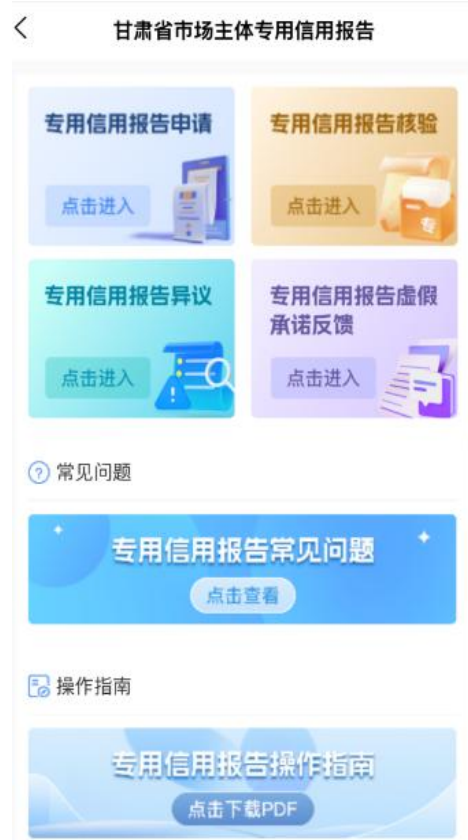 甘肃省市场主体专用信用报告
专用信用报告申请
点击进入
专用信用报告核验
点击进入
专
专用信用报告异议
点击进入
专用信用报告虚假
承诺反馈
点击进入
常见问题
专用信用报告常见问题
点击查看
操作指南
专用信用报告操作指南
点击下载PDF